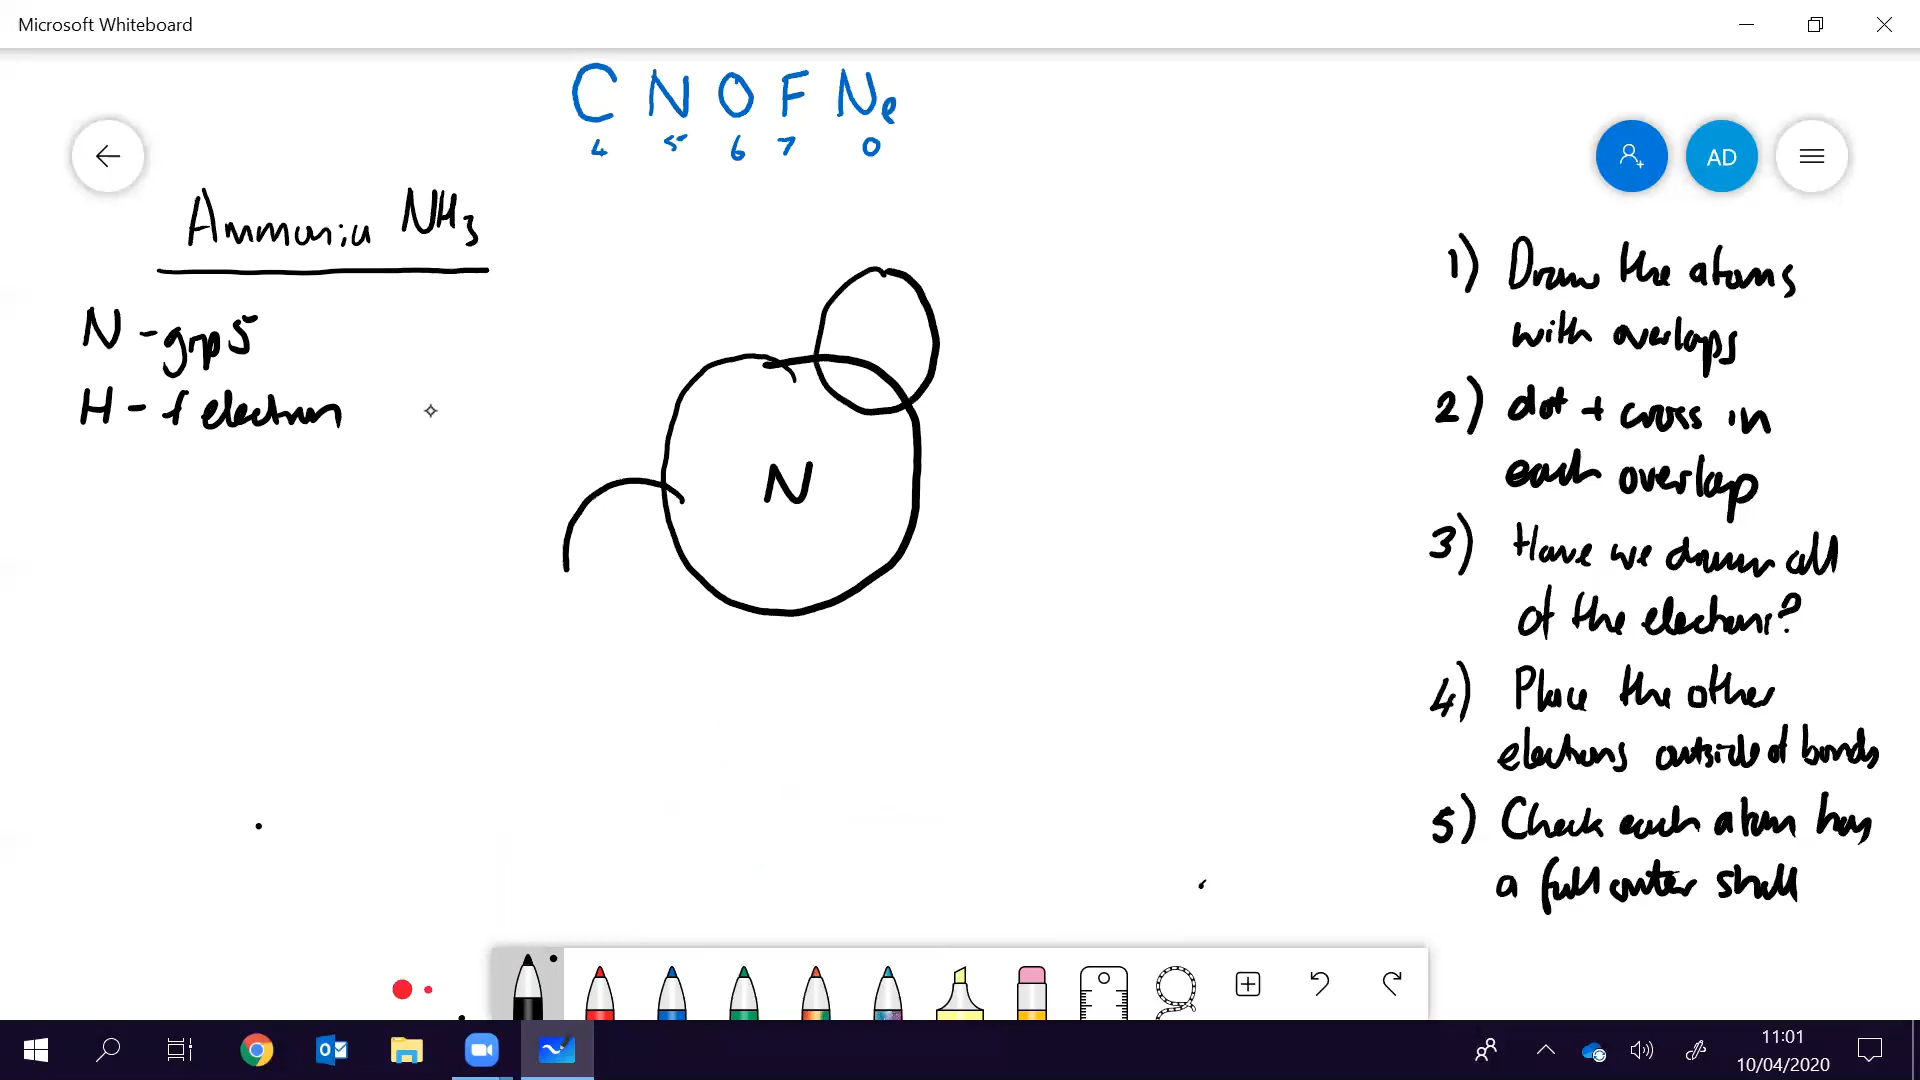 Microsoft Whiteboard
C N O F Ne
4 5 6 7 0
AD
Ammonia NH3
N - grp 5
H - 1 electron
N
1) Draw the atoms
with overlaps
2) dot + cross in
each overlap
3) Have we drawn all
of the electrons?
4) Place the other
electrons outside of bonds
5) Check each atom has
a full outer shell
11:01
10/04/2020